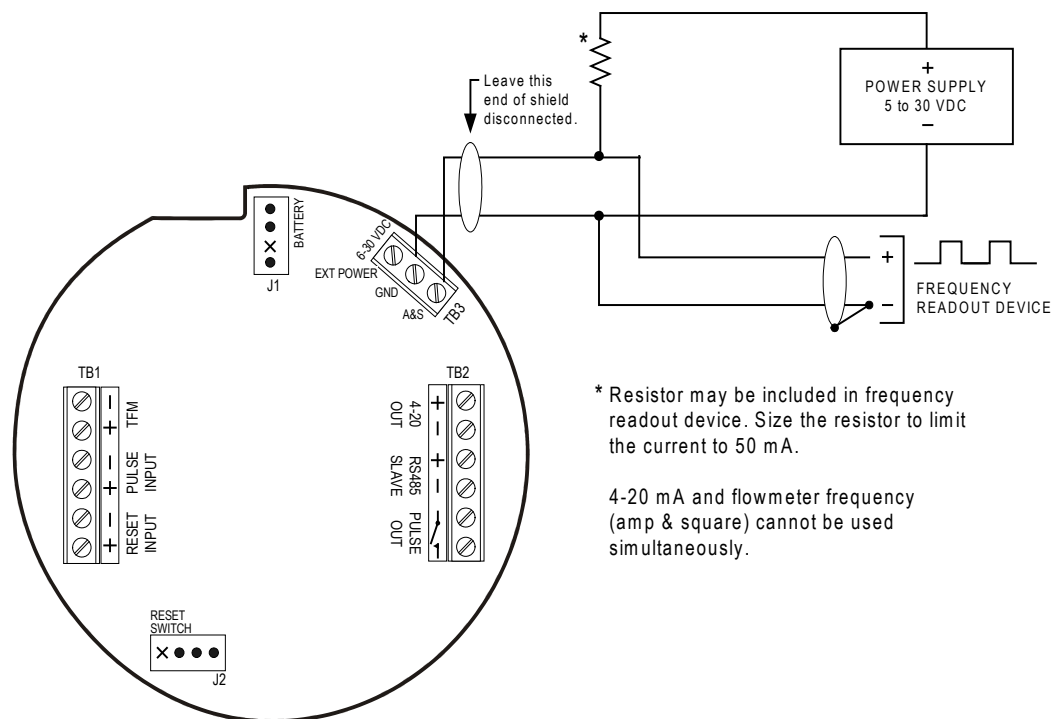 *
Leave this
end of shield
disconnected.
+
POWER SUPPLY
5 to 30 VDC
−
BATTERY
J1
6-30 VDC
EXT POWER
GND
A&S
TB3
+
−
FREQUENCY
READOUT DEVICE
TB1
−
+
TFM
−
+
PULSE
INPUT
−
+
RESET
INPUT
TB2
+
−
4-20
OUT
+
−
RS485
SLAVE
PULSE
OUT
* Resistor may be included in frequency
readout device. Size the resistor to limit
the current to 50 mA.
4-20 mA and flowmeter frequency
(amp & square) cannot be used
simultaneously.
RESET
SWITCH
J2